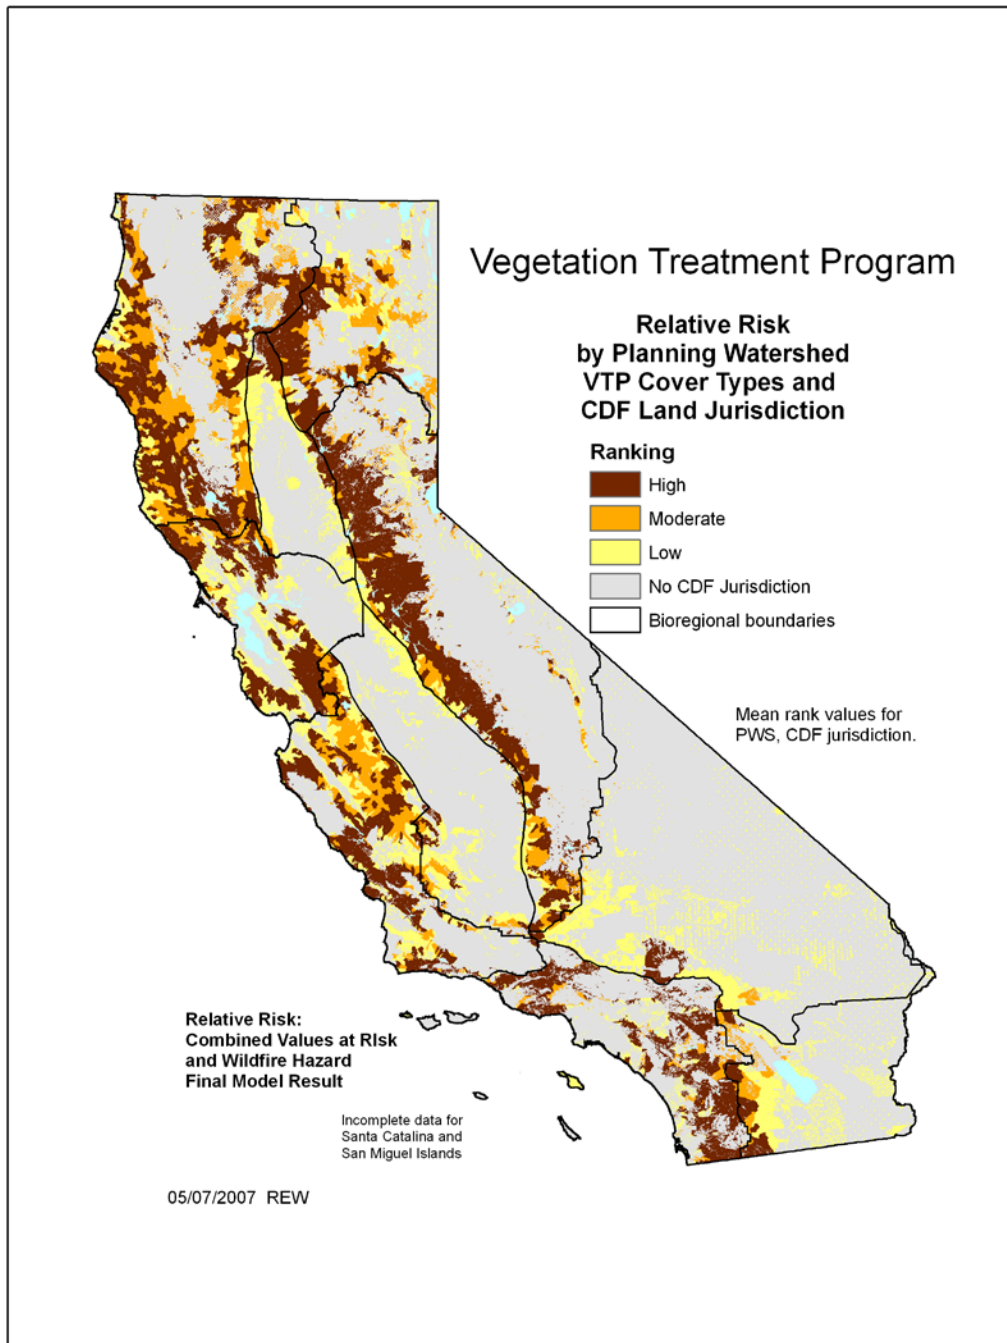 Vegetation Treatment Program
Relative Risk
by Planning Watershed
VTP Cover Types and
CDF Land Jurisdiction
Ranking
High
Moderate
Low
No CDF Jurisdiction
Bioregional boundaries
Mean rank values for
PWS, CDF jurisdiction.
Relative Risk:
Combined Values at RIsk
and Wildfire Hazard
Final Model Result
Incomplete data for
Santa Catalina and
San Miguel Islands
05/07/2007 REW